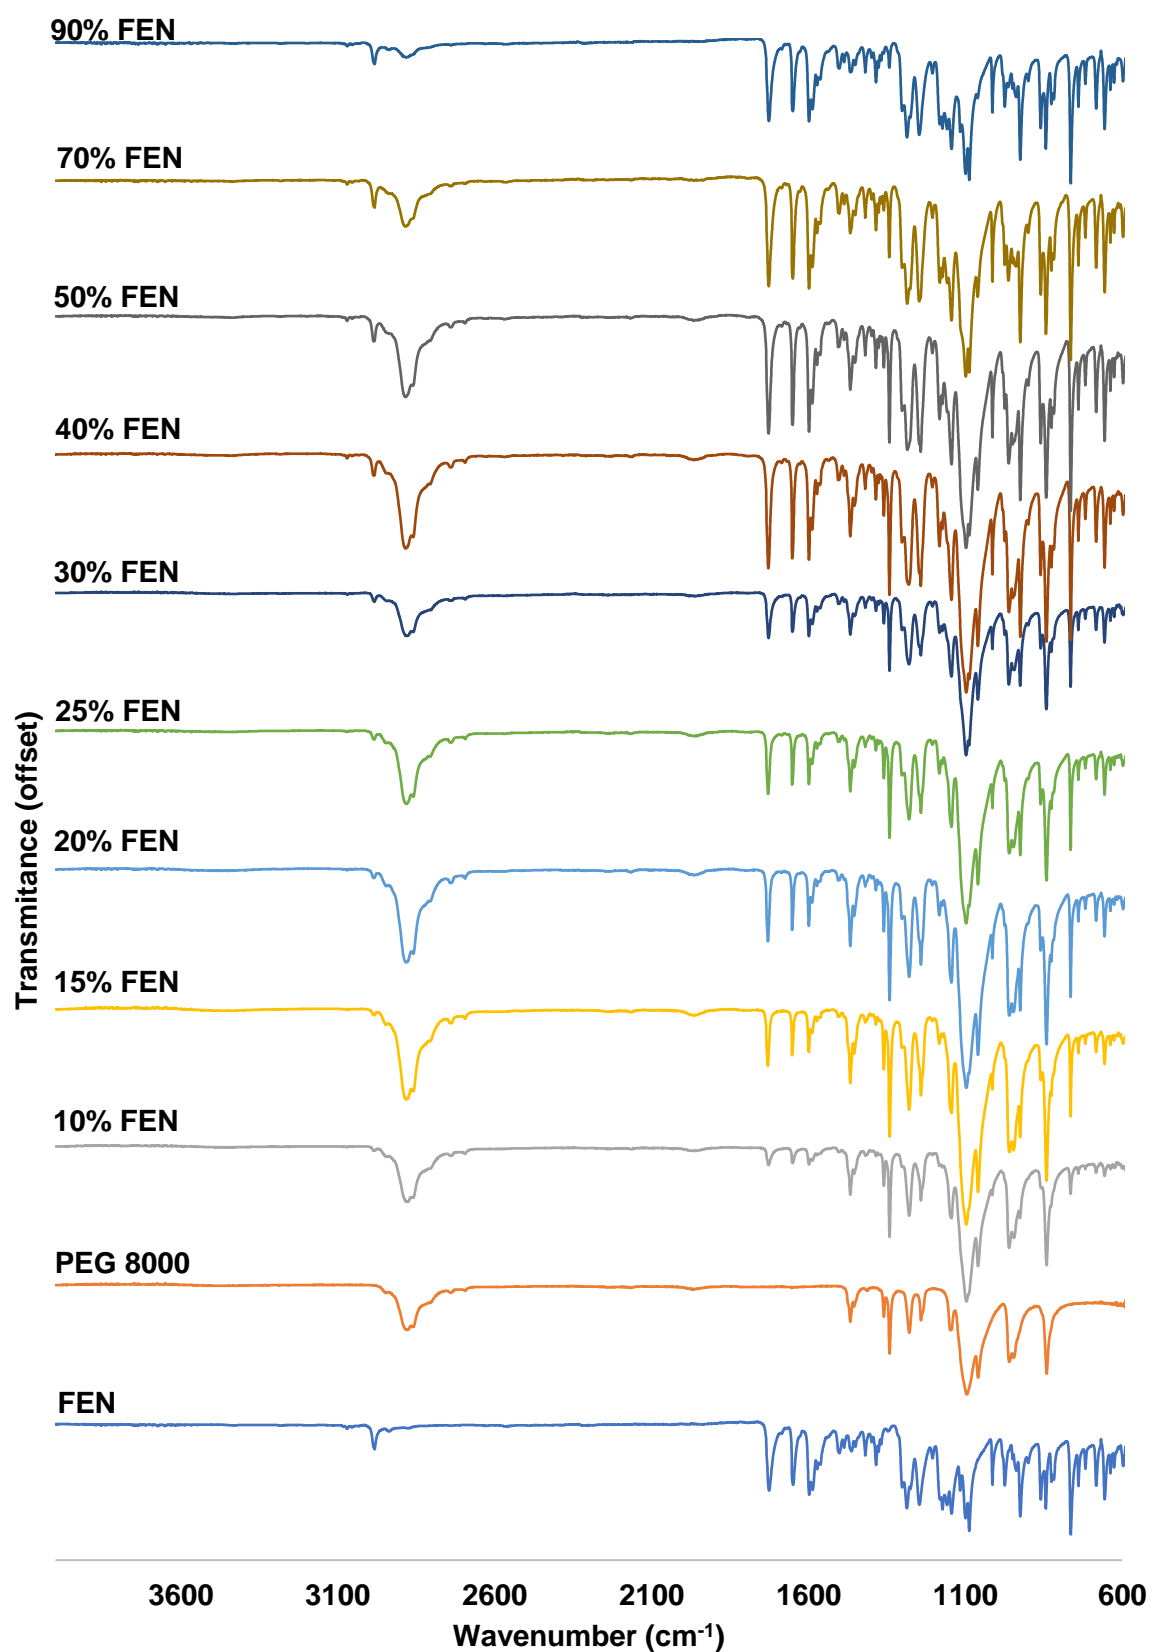 90% FEN
70% FEN
50% FEN
40% FEN
30% FEN
25% FEN
20% FEN
15% FEN
10% FEN
PEG 8000
FEN
Transmitance (offset)
3600 3100 2600 2100 1600 1100 600
Wavenumber (cm-1)